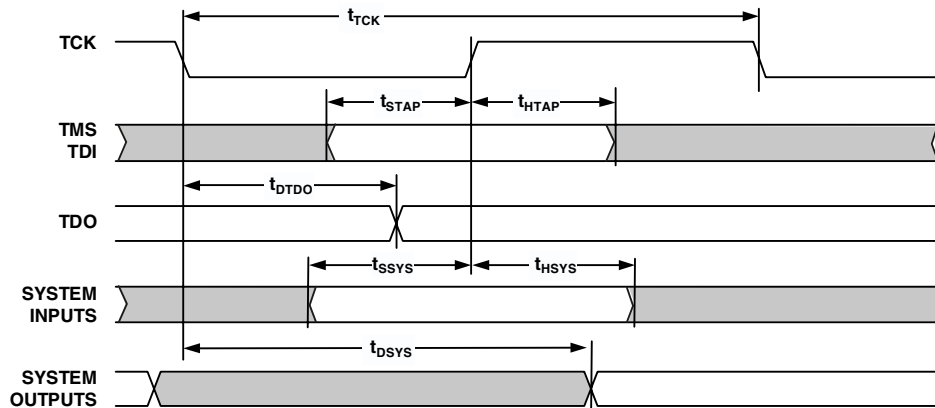 tTCK
TCK
tSTAP
tHTAP
TMS
TDI
tDTDO
TDO
tSSYS
tHSYS
SYSTEM
INPUTS
tDSYS
SYSTEM
OUTPUTS